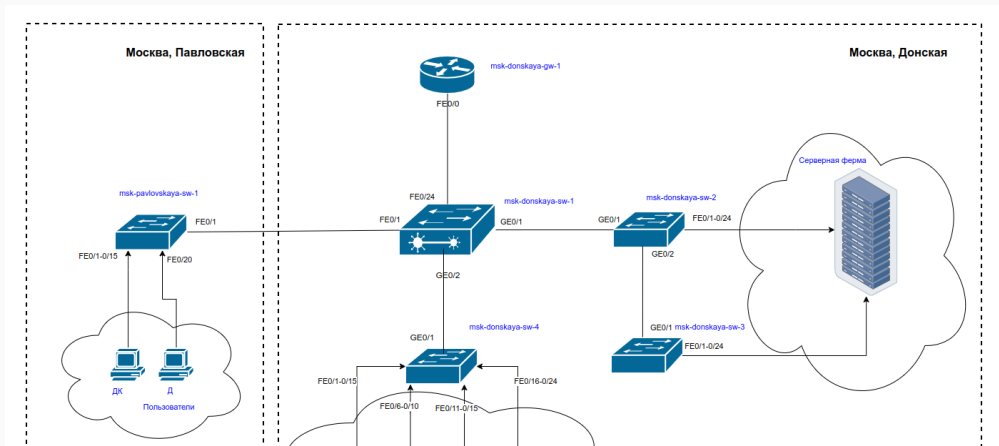 Москва, Павловская
Москва, Донская
msk-donskaya-gw-1
FE0/0
Серверная ферма
msk-pavlovskaya-sw-1
FE0/24
msk-donskaya-sw-1
msk-donskaya-sw-2
FE0/1
FE0/1
GE0/1
GE0/1
FE0/1-0/24
FE0/1-0/15
FE0/20
GE0/2
GE0/2
msk-donskaya-sw-4
GE0/1
msk-donskaya-sw-3
GE0/1
FE0/1-0/24
FE0/1-0/15
FE0/16-0/24
ДК
Д
Пользователи
FE0/6-0/10
FE0/11-0/15